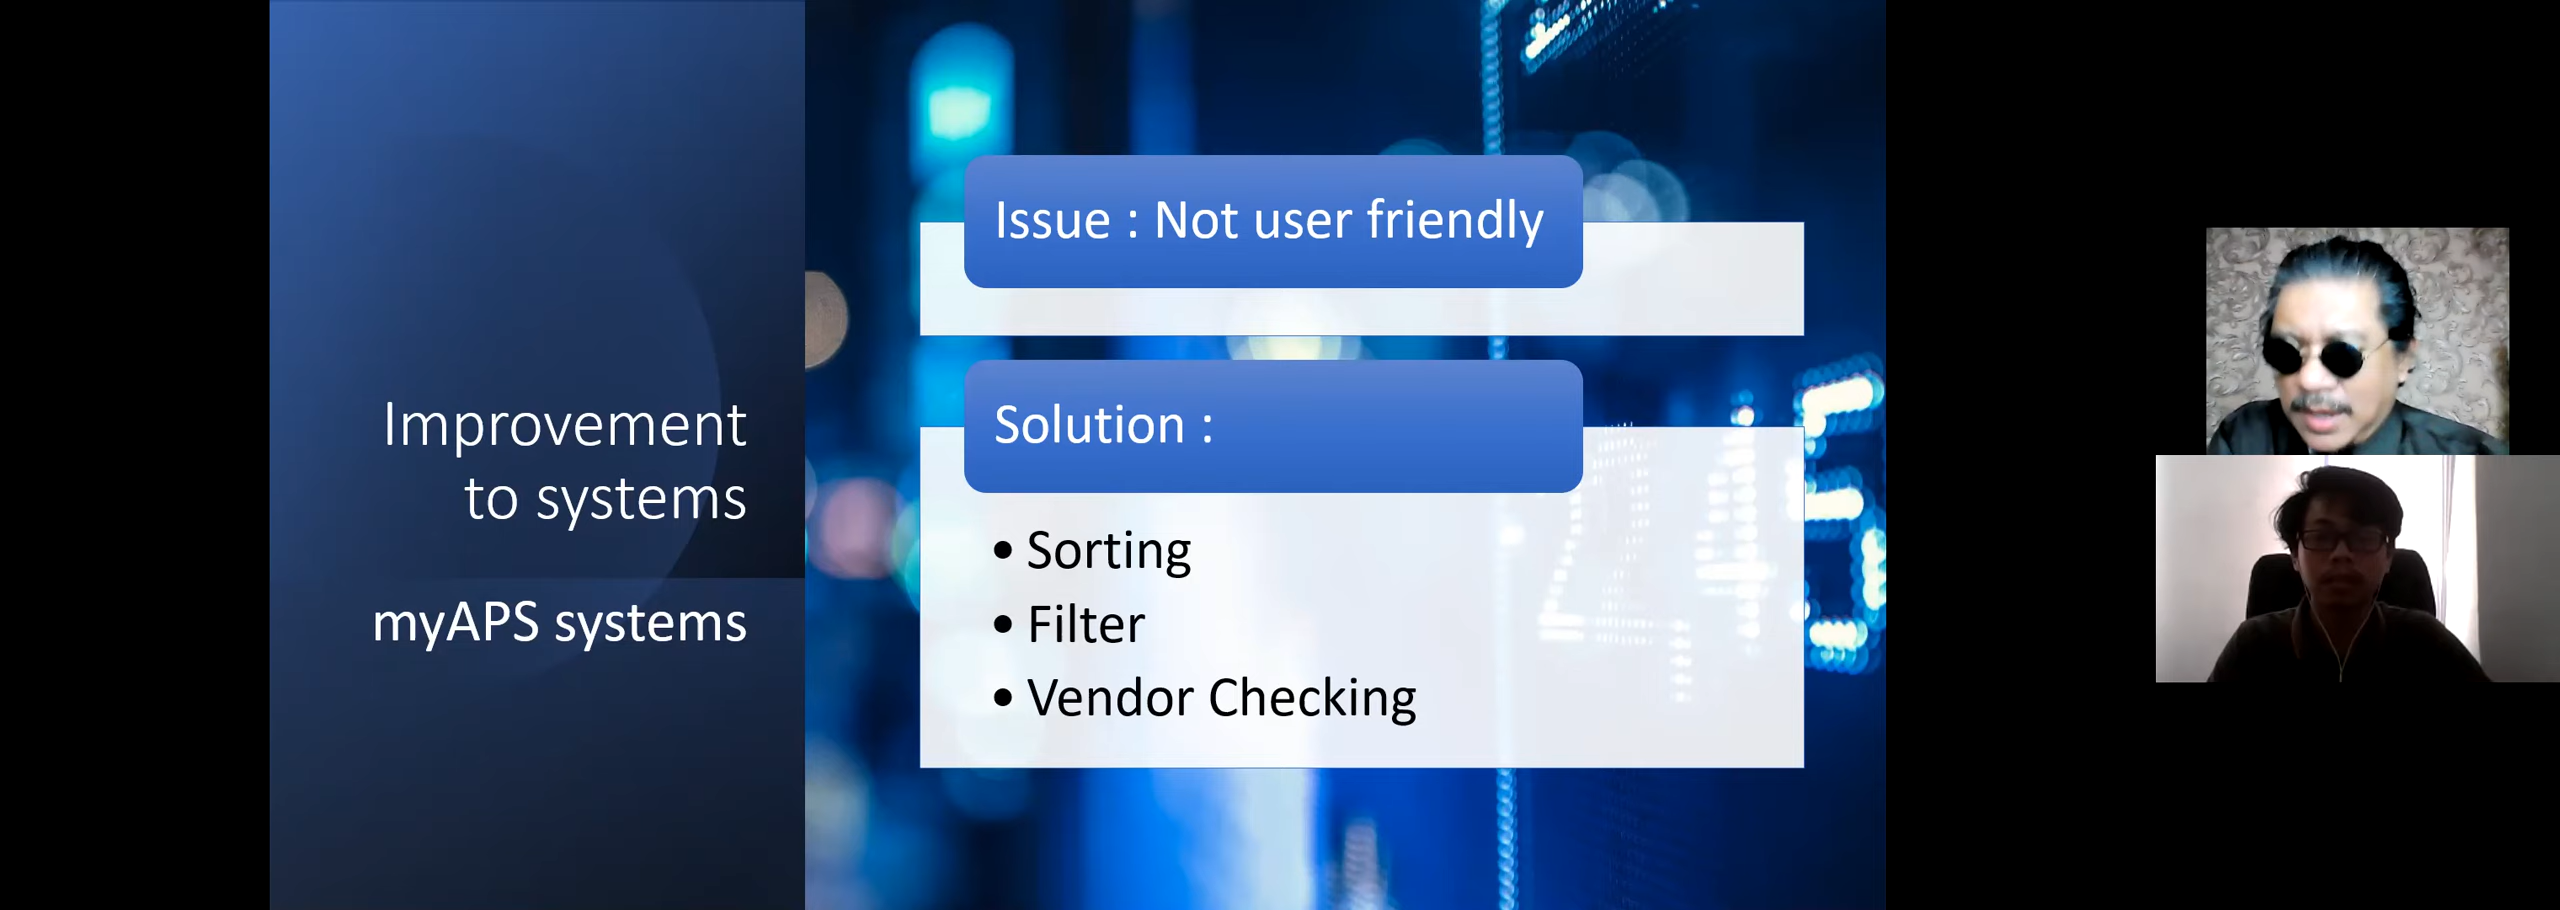 Improvement
to systems
myAPS systems
Issue : Not user friendly
Solution :
• Sorting
• Filter
• Vendor Checking